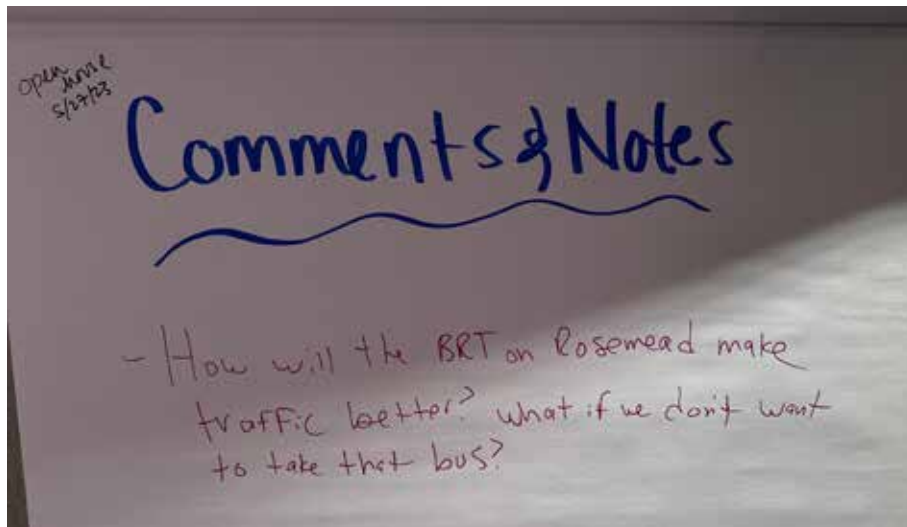 open
house
5/27/23
Comments & Notes
- How will the BRT on Rosemead make
traffic better? what if we don't want
to take that bus?